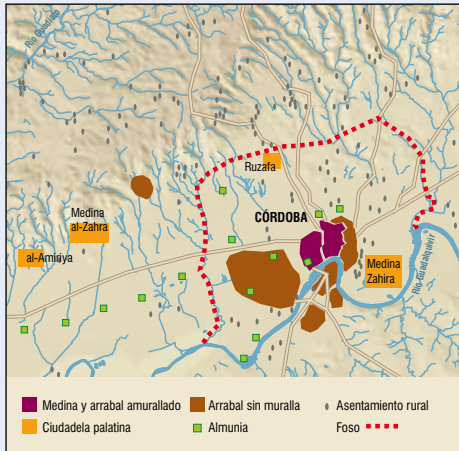 Río Guadiato
Ruzafa
CÓRDOBA
Medina
al-Zahra
al-Amiriya
Medina
Zahira
Río Guadalquivir
Medina y arrabal amurallado
Arrabal sin muralla
Asentamiento rural
Ciudadela palatina
Almunia
Foso